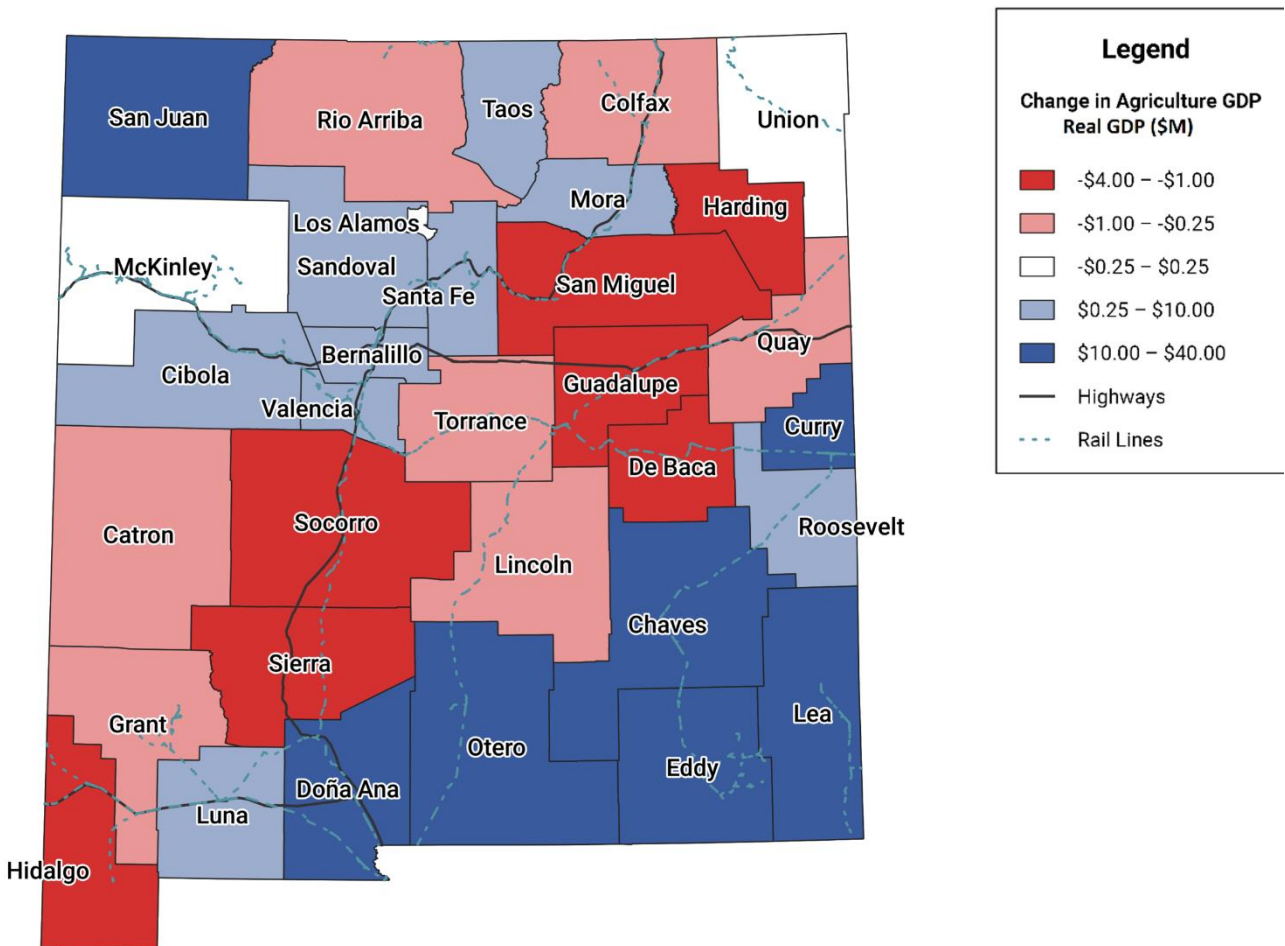 San Juan
Rio Arriba
Taos
Colfax
Union
Mora
Harding
Los Alamos
McKinley
Sandoval
Santa Fe
San Miguel
Quay
Bernalillo
Cibola
Guadalupe
Valencia
Torrance
Curry
De Baca
Socorro
Roosevelt
Catron
Lincoln
Chaves
Sierra
Grant
Lea
Otero
Eddy
Doña Ana
Luna
Hidalgo
Legend
Change in Agriculture GDP
Real GDP ($M)
-$4.00 – -$1.00
-$1.00 – -$0.25
-$0.25 – $0.25
$0.25 – $10.00
$10.00 – $40.00
Highways
Rail Lines